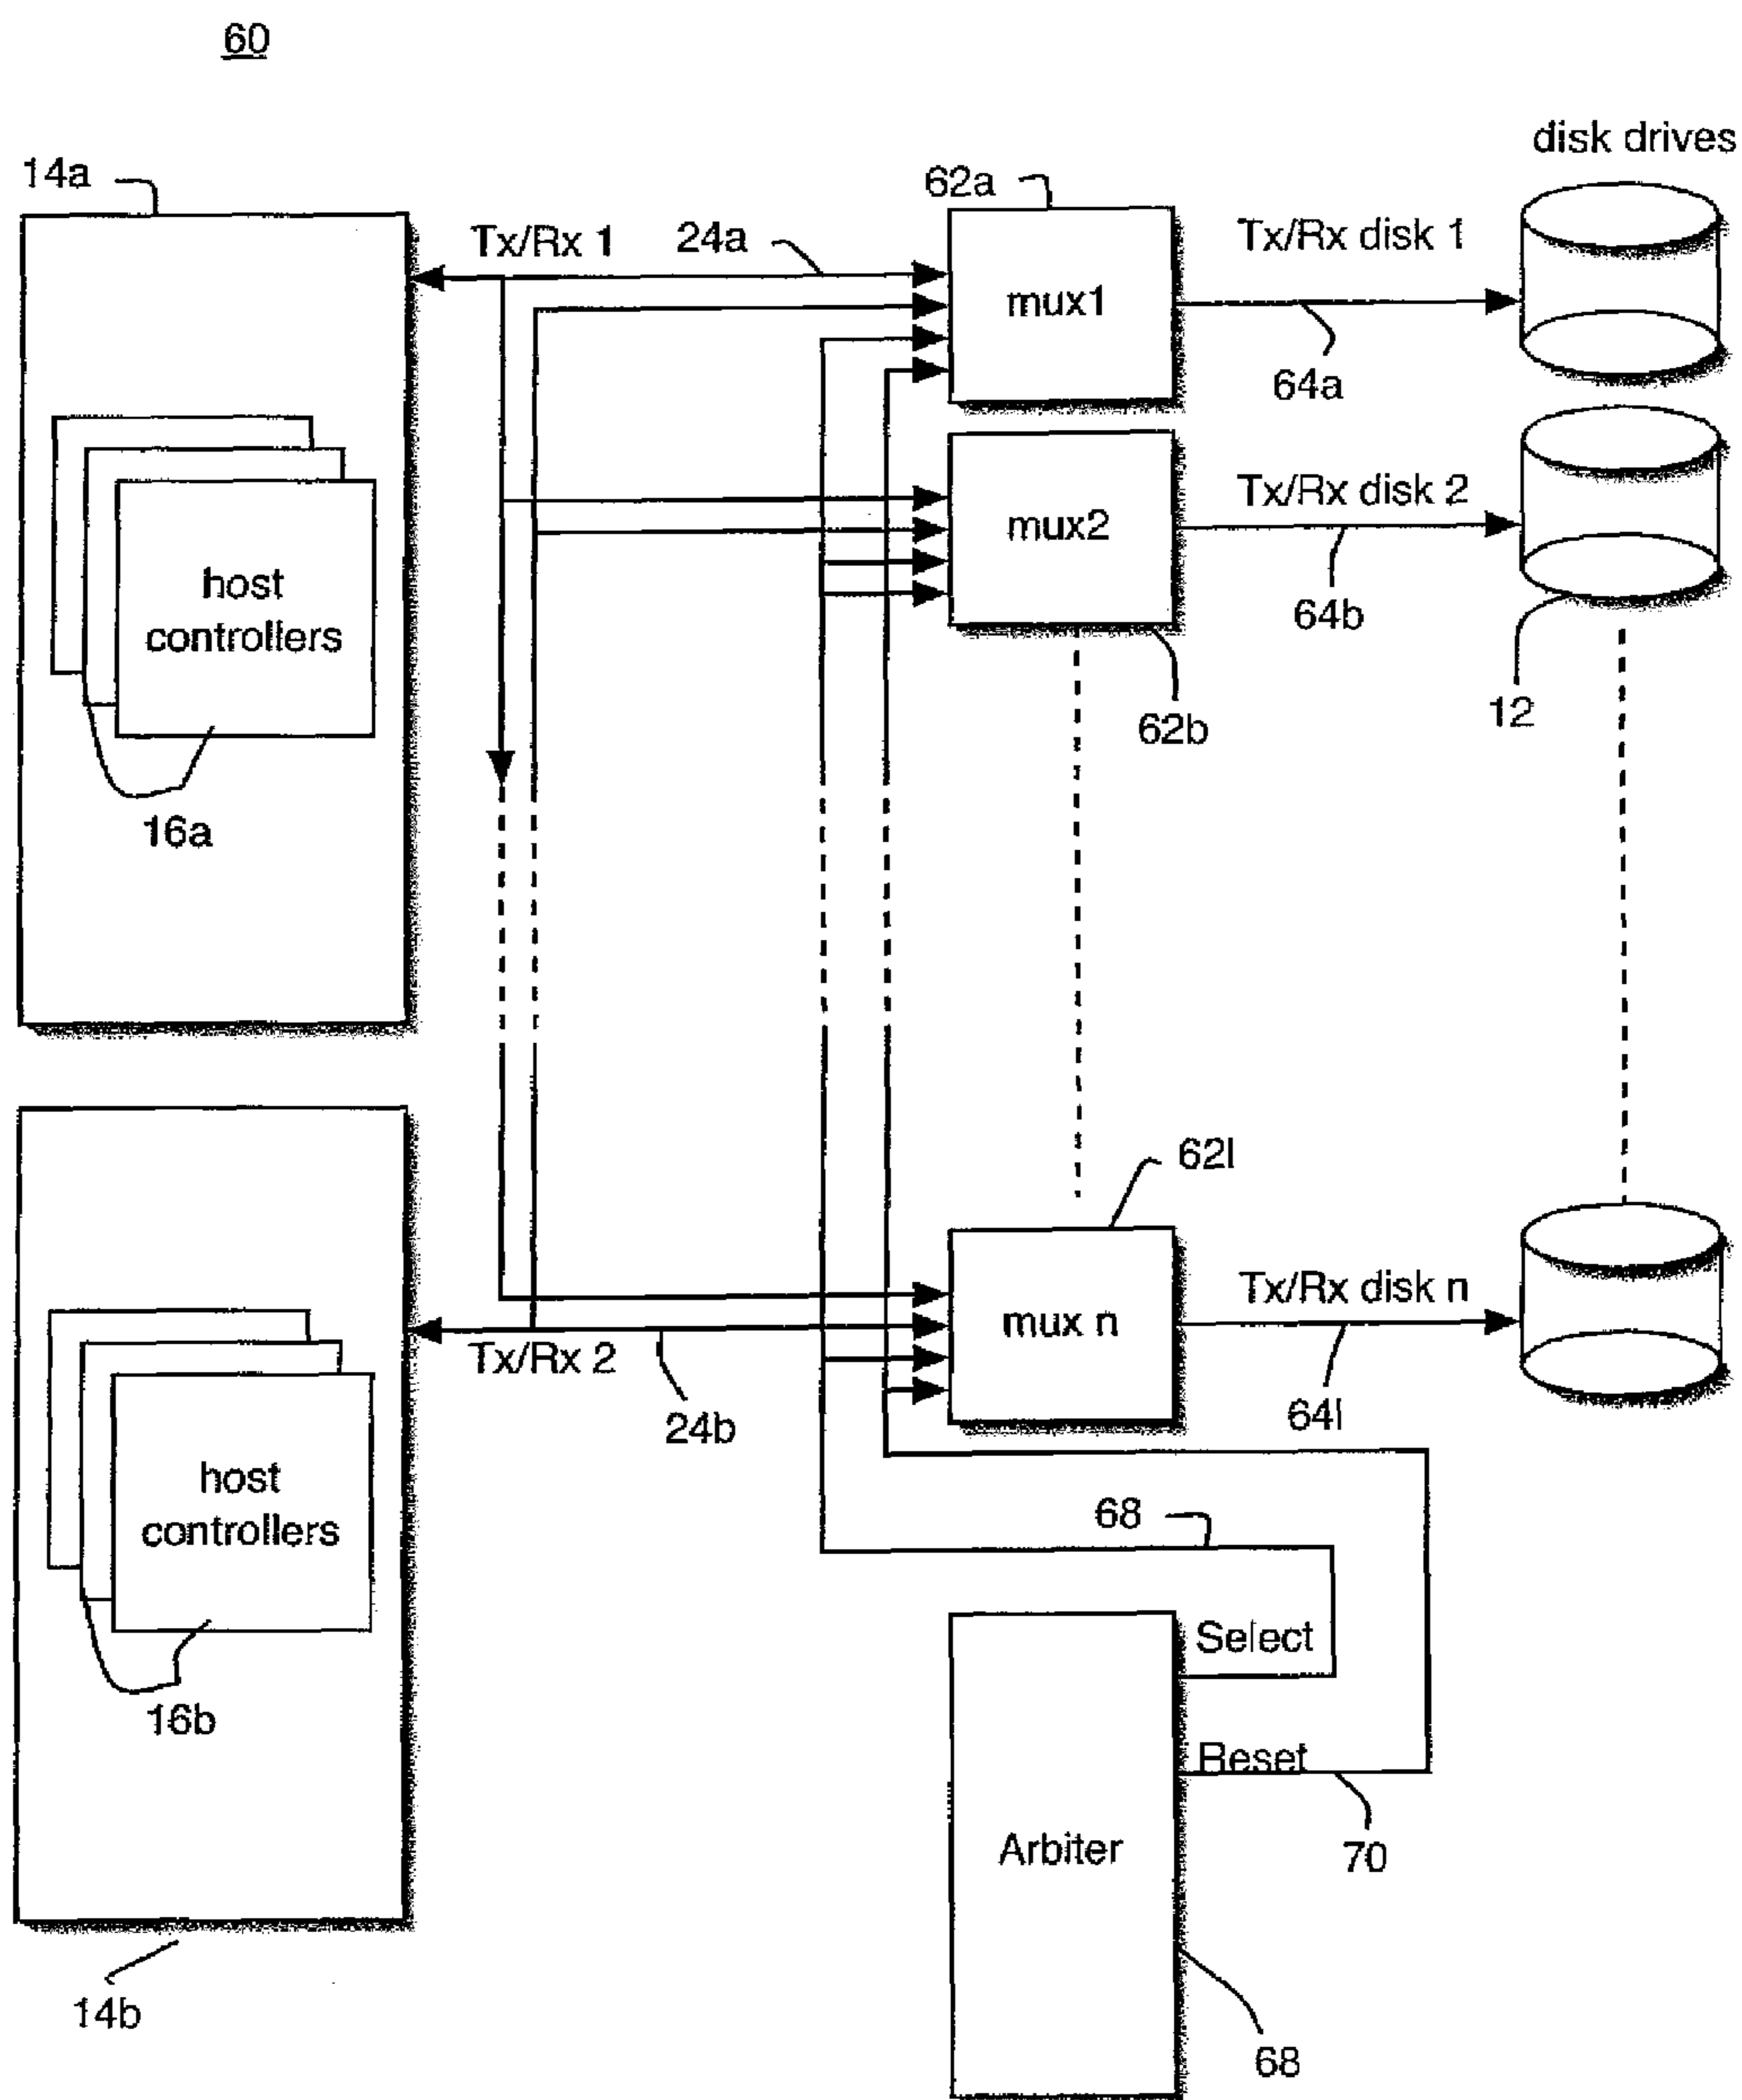 60
disk drives
14a
62a
Tx/Rx 1
24a
Tx/Rx disk 1
mux1
64a
Tx/Rx disk 2
mux2
host
controllers
64b
12
62b
16a
62l
Tx/Rx disk n
mux n
Tx/Rx 2
64l
24b
host
controllers
68
Select
16b
Reset
Arbiter
70
14b
68